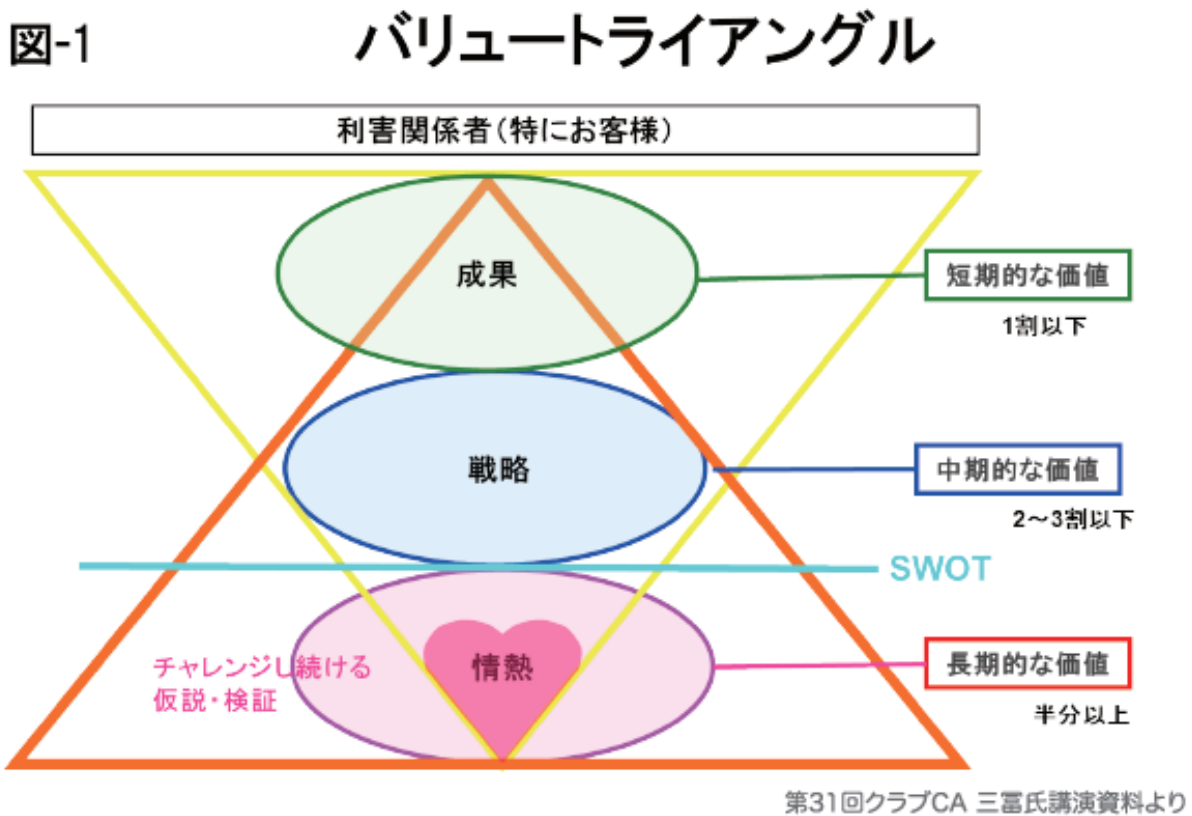 図-1
バリュートライアングル
利害関係者(特にお客様)
成果
短期的な価値
1割以下
戦略
中期的な価値
2～3割以下
SWOT
チャレンジし続ける
仮説・検証
情熱
長期的な価値
半分以上
第31回クラブCA 三冨氏講演資料より